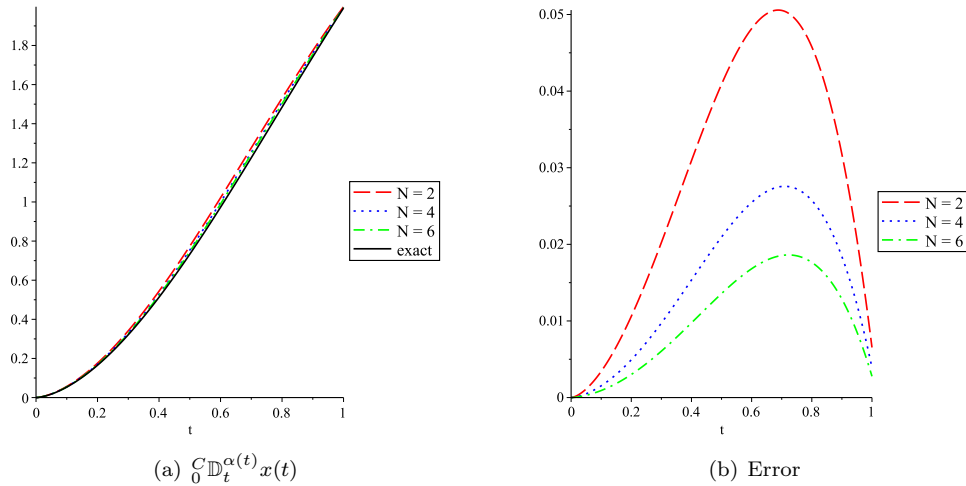 1.8
1.6
1.4
1.2
1
0.8
0.6
0.4
0.2
0
0
0.2
0.4
0.6
0.8
1
t
N = 2
N = 4
N = 6
exact
(a) $^{C}_{0}\mathbb{D}^{\alpha(t)}_{t}x(t)$
0.05
0.04
0.03
0.02
0.01
0
0
0.2
0.4
0.6
0.8
1
t
N = 2
N = 4
N = 6
(b) Error